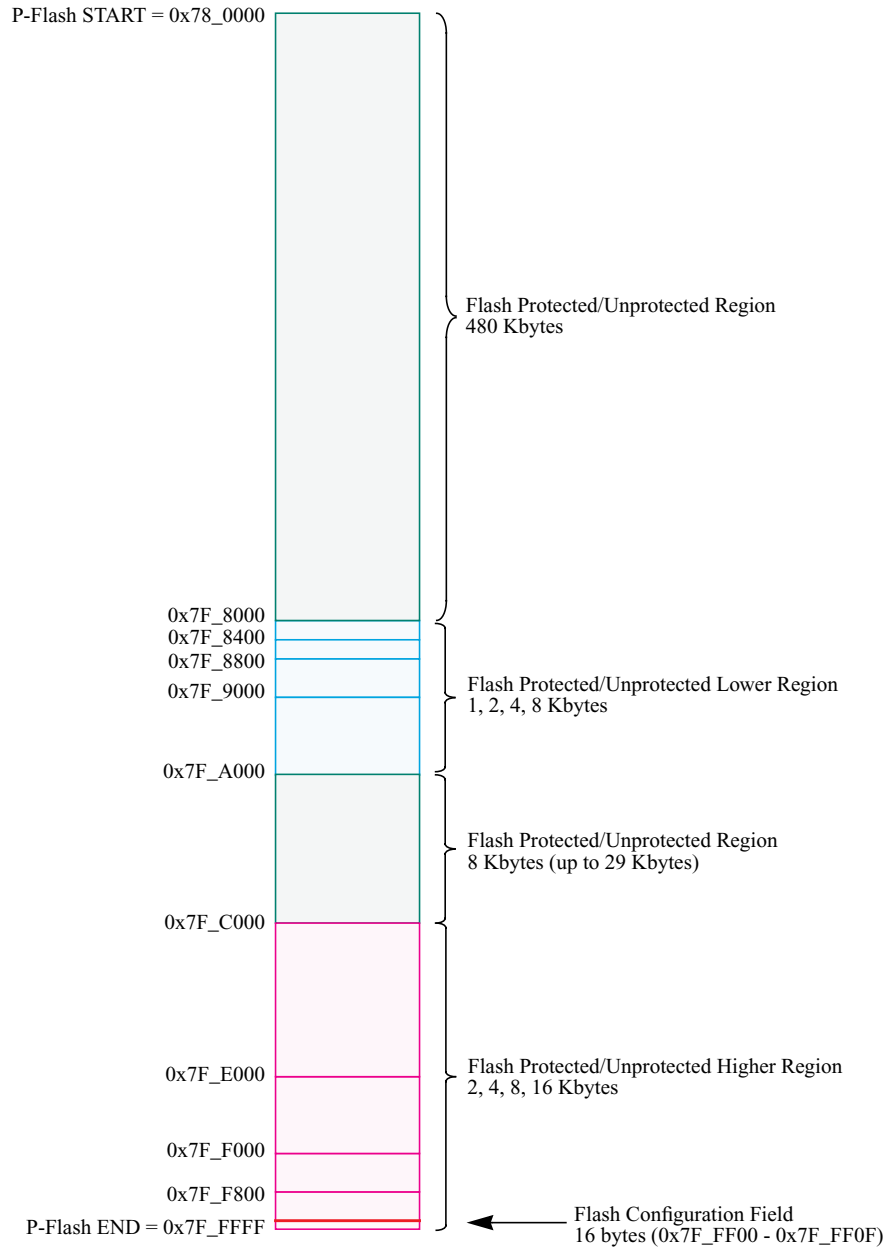 P-Flash START = 0x78_0000
Flash Protected/Unprotected Region
480 Kbytes
0x7F_8000
0x7F_8400
0x7F_8800
0x7F_9000
Flash Protected/Unprotected Lower Region
1, 2, 4, 8 Kbytes
0x7F_A000
Flash Protected/Unprotected Region
8 Kbytes (up to 29 Kbytes)
0x7F_C000
0x7F_E000
Flash Protected/Unprotected Higher Region
2, 4, 8, 16 Kbytes
0x7F_F000
0x7F_F800
P-Flash END = 0x7F_FFFF
Flash Configuration Field
16 bytes (0x7F_FF00 - 0x7F_FF0F)